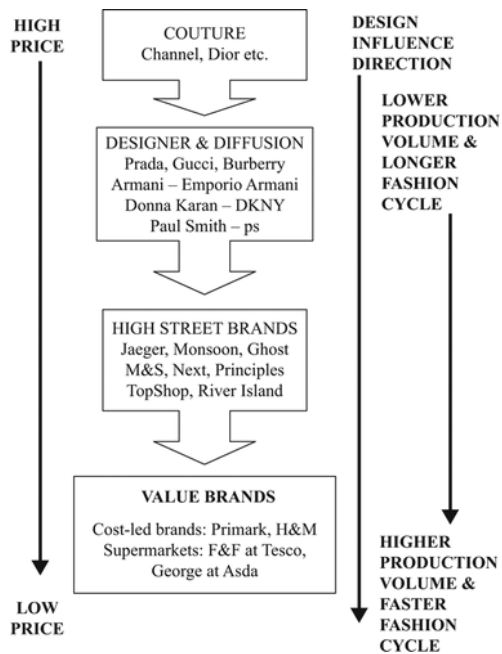 HIGH
PRICE
COUTURE
Channel, Dior etc.
DESIGN
INFLUENCE
DIRECTION
LOWER
PRODUCTION
VOLUME &
LONGER
FASHION
CYCLE
DESIGNER & DIFFUSION
Prada, Gucci, Burberry
Armani – Emporio Armani
Donna Karan – DKNY
Paul Smith – ps
HIGH STREET BRANDS
Jaeger, Monsoon, Ghost
M&S, Next, Principles
TopShop, River Island
VALUE BRANDS
Cost-led brands: Primark, H&M
Supermarkets: F&F at Tesco,
George at Asda
LOW
PRICE
HIGHER
PRODUCTION
VOLUME &
FASTER
FASHION
CYCLE